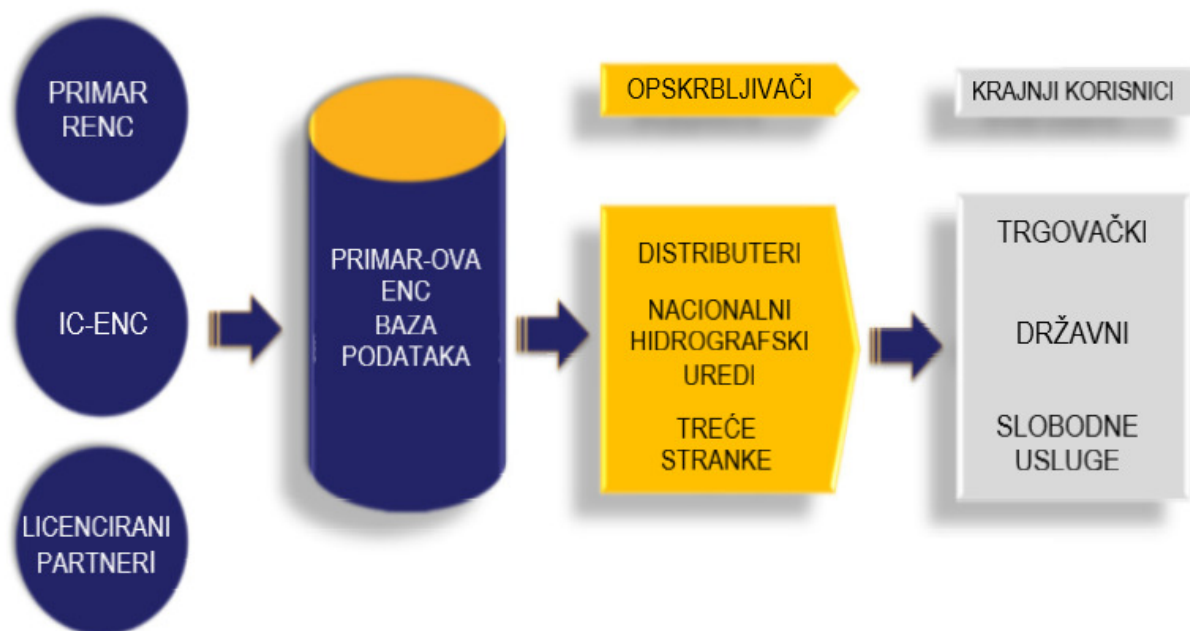 PRIMAR
RENC
IC-ENC
LICENCIRANI
PARTNERI
PRIMAR-OVA
ENC
BAZA
PODATAKA
OPSKRBLJIVAČI
DISTRIBUTERI
NACIONALNI
HIDROGRAFSKI
UREDI
TREĆE
STRANKE
KRAJNJI KORISNICI
TRGOVAČKI
DRŽAVNI
SLOBODNE
USLUGE